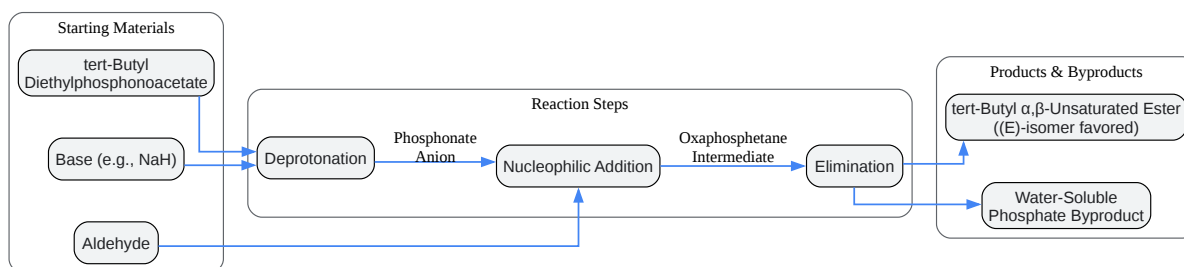 Starting Materials
tert-Butyl
Diethylphosphonoacetate
Base (e.g., NaH)
Aldehyde
Reaction Steps
Deprotonation
Phosphonate
Anion
Nucleophilic Addition
Oxaphosphetane
Intermediate
Elimination
Products & Byproducts
tert-Butyl α,β-Unsaturated Ester
((E)-isomer favored)
Water-Soluble
Phosphate Byproduct